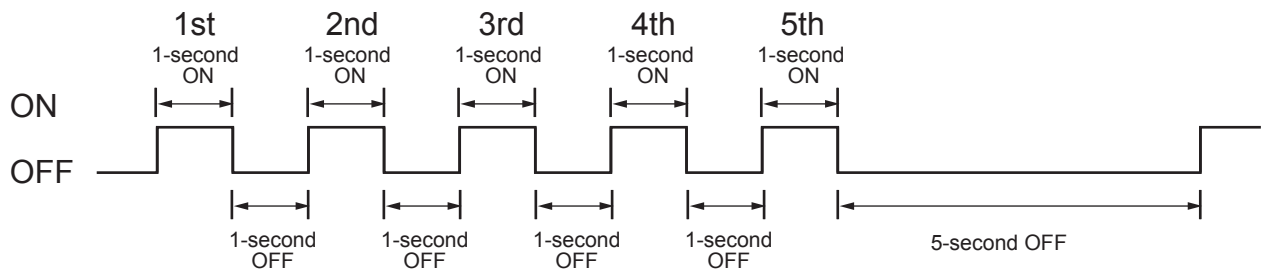 1st 2nd 3rd 4th 5th
1-second 1-second 1-second 1-second 1-second
ON ON ON ON ON
ON
OFF
1-second 1-second 1-second 1-second 5-second OFF
OFF OFF OFF OFF